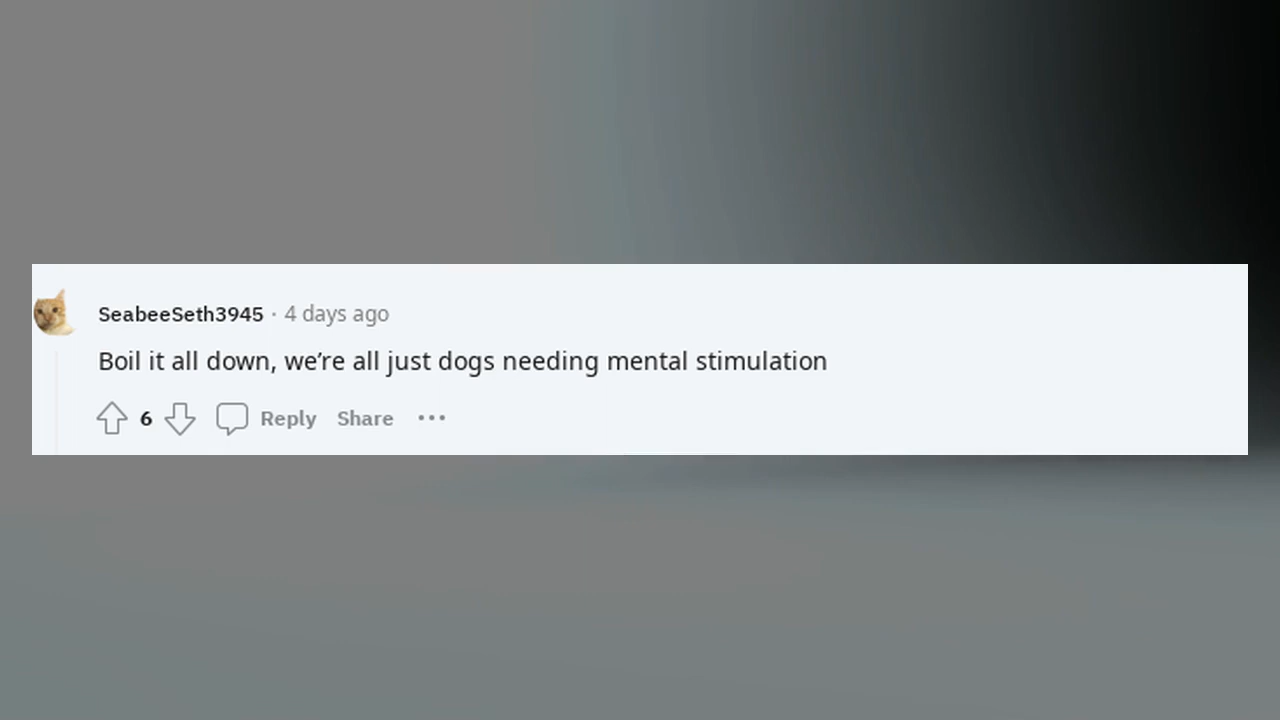 SeabeeSeth3945 · 4 days ago
Boil it all down, we’re all just dogs needing mental stimulation
6 Reply Share ···